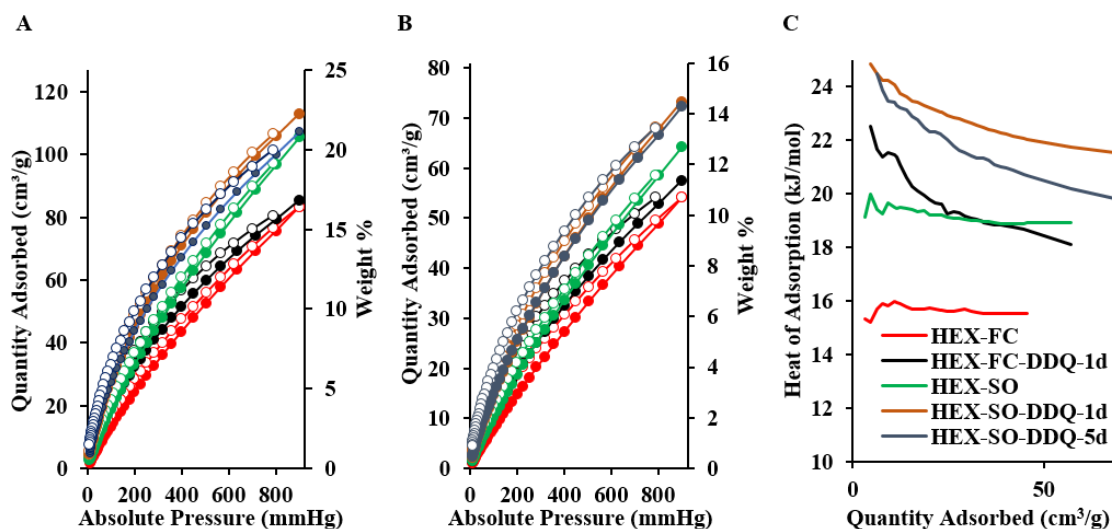 A
B
C
Quantity Adsorbed (cm³/g)
120
100
80
60
40
20
0
0 200 400 600 800
Absolute Pressure (mmHg)
25
20
15
10
5
0
Weight %
Quantity Adsorbed (cm³/g)
80
70
60
50
40
30
20
10
0
0 200 400 600 800
Absolute Pressure (mmHg)
16
14
12
10
8
6
4
2
0
Weight %
Heat of Adsorption (kJ/mol)
24
22
20
18
16
14
12
10
HEX-FC
HEX-FC-DDQ-1d
HEX-SO
HEX-SO-DDQ-1d
HEX-SO-DDQ-5d
0 50
Quantity Adsorbed (cm³/g)